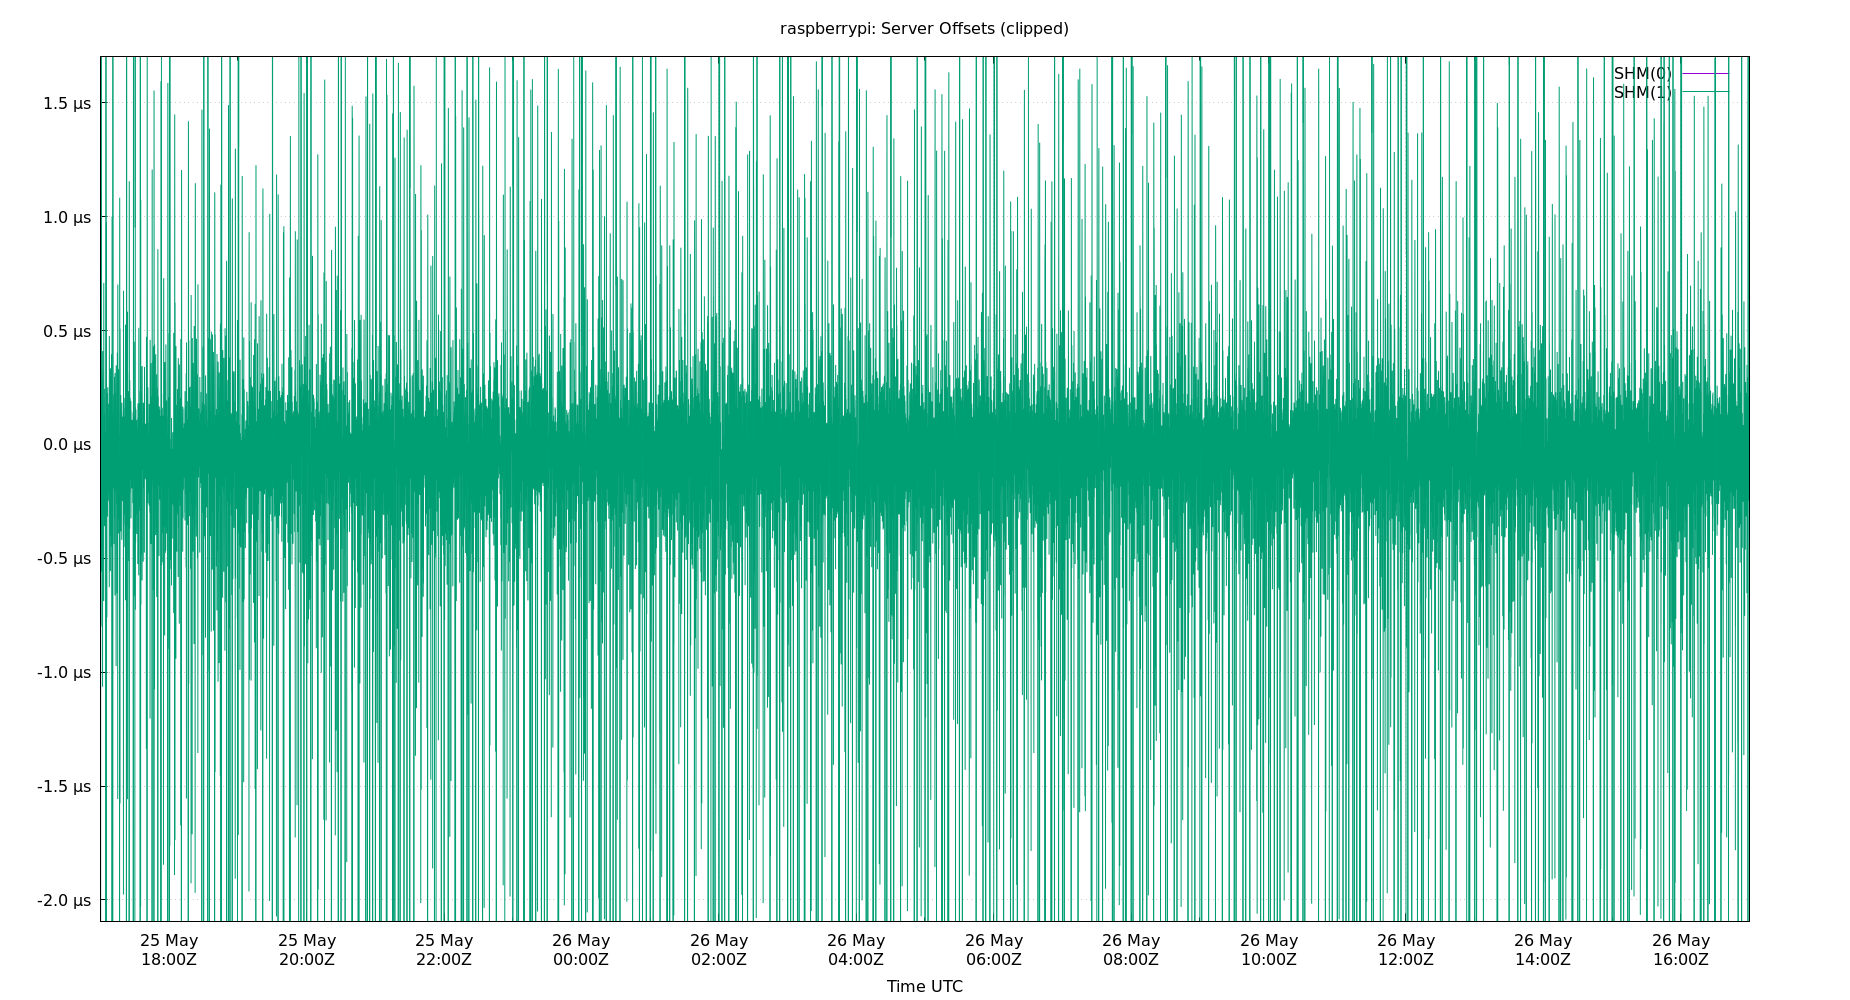 raspberrypi: Server Offsets (clipped)
SHM(0)
SHM(1)
1.5 µs
1.0 µs
0.5 µs
0.0 µs
-0.5 µs
-1.0 µs
-1.5 µs
-2.0 µs
25 May 25 May 25 May 26 May 26 May 26 May 26 May 26 May 26 May 26 May 26 May 26 May
18:00Z 20:00Z 22:00Z 00:00Z 02:00Z 04:00Z 06:00Z 08:00Z 10:00Z 12:00Z 14:00Z 16:00Z
Time UTC